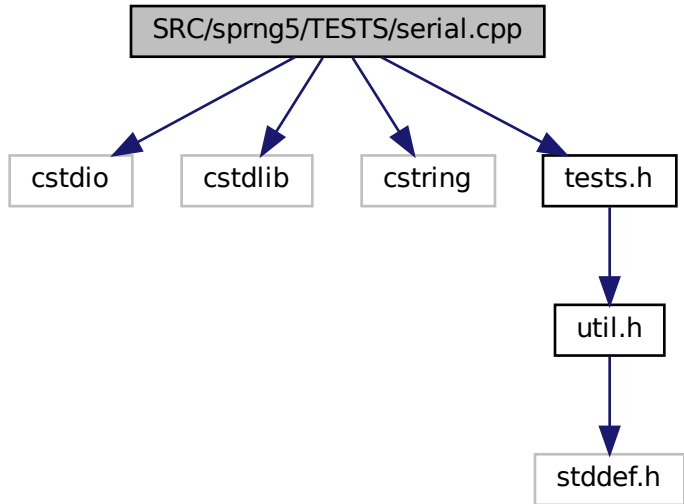 SRC/sprng5/TESTS/serial.cpp
cstdio
cstdlib
cstring
tests.h
util.h
stddef.h